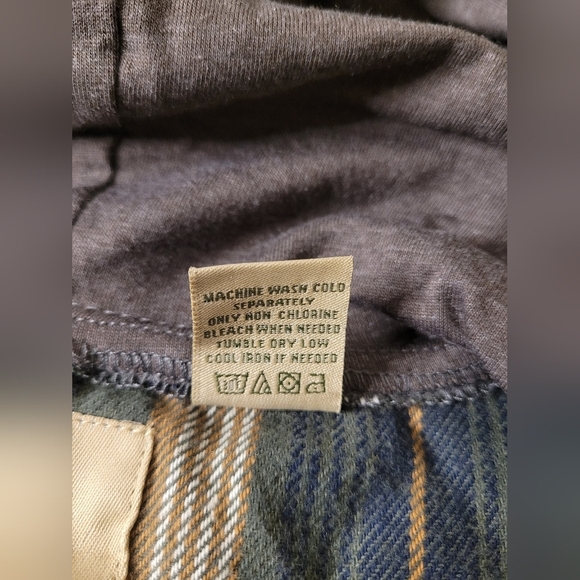 MACHINE WASH COLD
SEPARATELY
ONLY NON CHLORINE
BLEACH WHEN NEEDED
TUMBLE DRY LOW
COOL IRON IF NEEDED